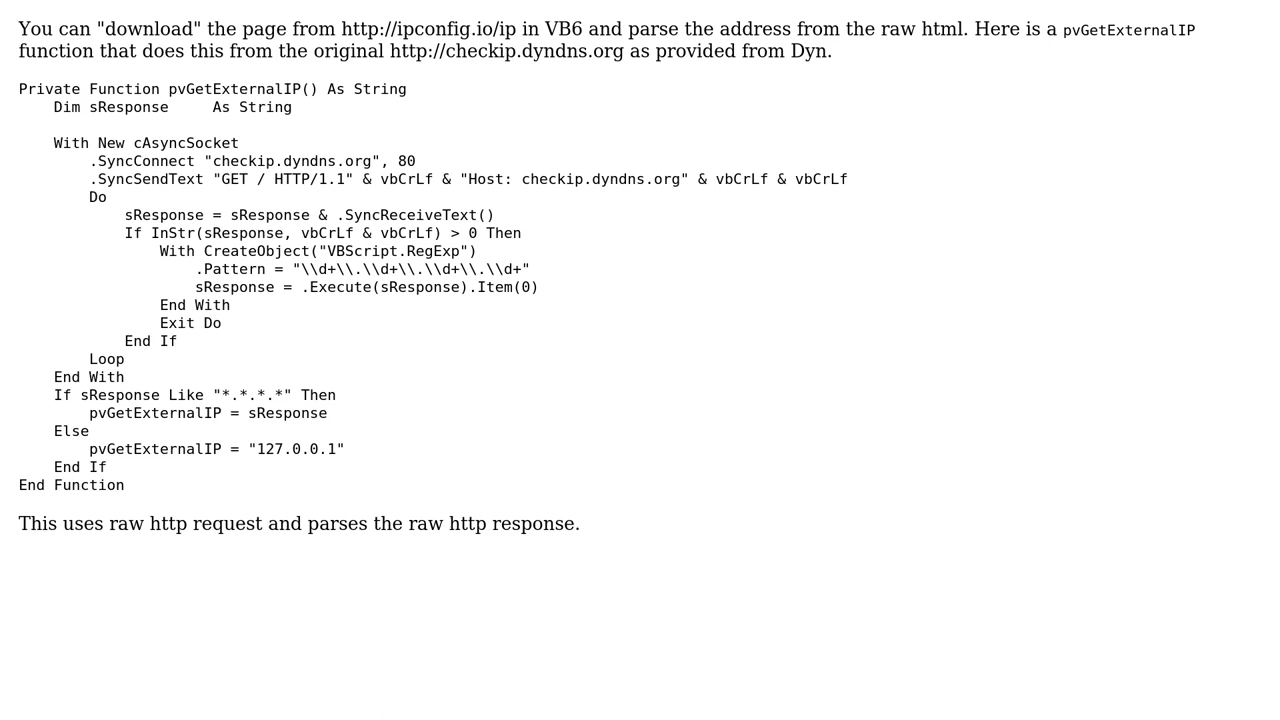 You can "download" the page from http://ipconfig.io/ip in VB6 and parse the address from the raw html. Here is a pvGetExternalIP
function that does this from the original http://checkip.dyndns.org as provided from Dyn.
Private Function pvGetExternalIP() As String
    Dim sResponse     As String

    With New cAsyncSocket
        .SyncConnect "checkip.dyndns.org", 80
        .SyncSendText "GET / HTTP/1.1" & vbCrLf & "Host: checkip.dyndns.org" & vbCrLf & vbCrLf
        Do
            sResponse = sResponse & .SyncReceiveText()
            If InStr(sResponse, vbCrLf & vbCrLf) > 0 Then
                With CreateObject("VBScript.RegExp")
                    .Pattern = "\\d+\\.\\d+\\.\\d+\\.\\d+"
                    sResponse = .Execute(sResponse).Item(0)
                End With
                Exit Do
            End If
        Loop
    End With
    If sResponse Like "*.*.*.*" Then
        pvGetExternalIP = sResponse
    Else
        pvGetExternalIP = "127.0.0.1"
    End If
End Function
This uses raw http request and parses the raw http response.